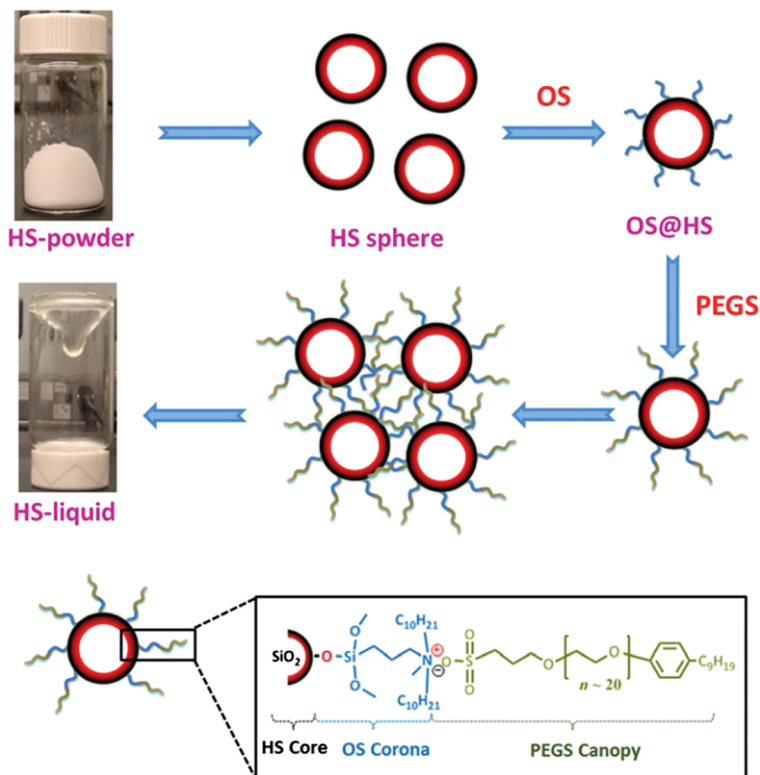 HS-powder
HS sphere
OS
OS@HS
PEGS
HS-liquid
C10H21
SiO2
O
Si
O
O
N
⊕
⊖
C10H21
O
S
O
O
O
O
n ~ 20
C9H19
HS Core
OS Corona
PEGS Canopy